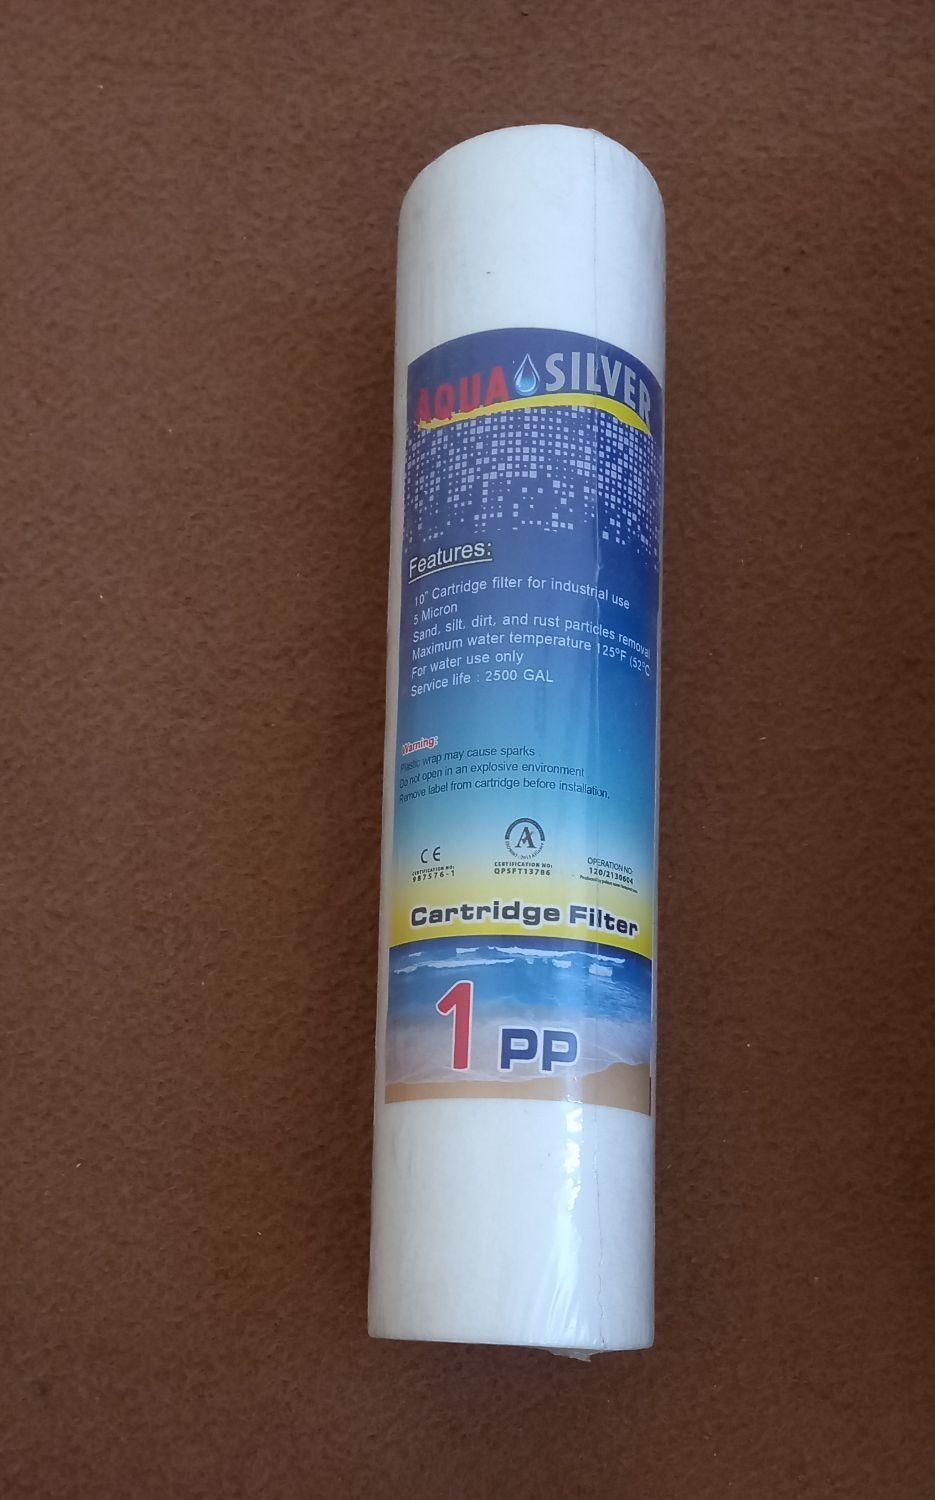 AQUA SILVER
Features:
10" Cartridge filter for industrial use
5 Micron
Sand, silt, dirt, and rust particles removal
Maximum water temperature 125°F (52°C
For water use only
Service life : 2500 GAL
Warning:
Plastic wrap may cause sparks
Do not open in an explosive environment
Remove label from cartridge before installation.
CE
CERTIFICATION NO:
987576-1
A
CERTIFICATION NO:
QPSFT13786
OPERATION NO:
120/2130604
Cartridge Filter
1 PP